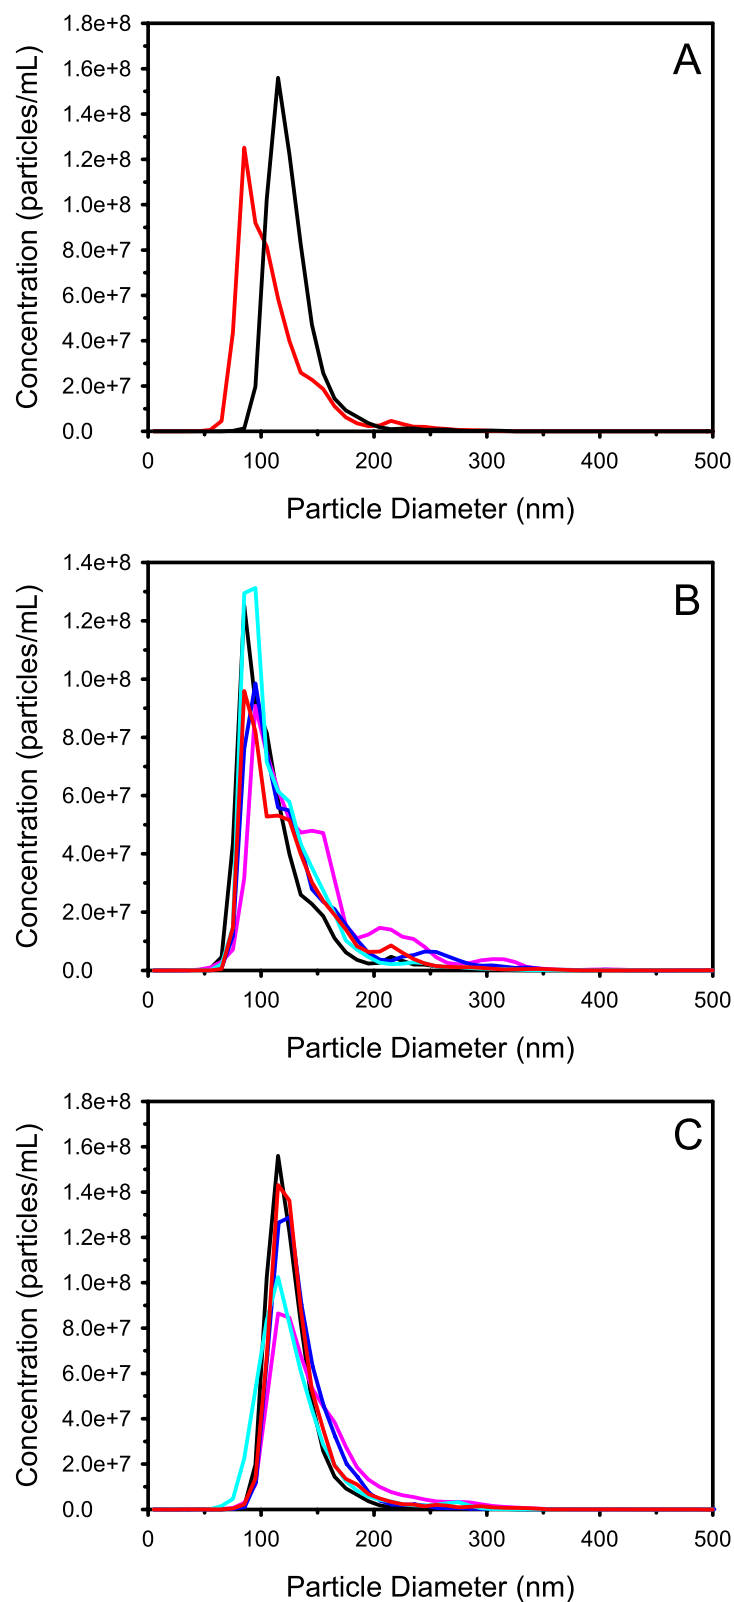 A
Concentration (particles/mL)
1.8e+8
1.6e+8
1.4e+8
1.2e+8
1.0e+8
8.0e+7
6.0e+7
4.0e+7
2.0e+7
0.0
0 100 200 300 400 500
Particle Diameter (nm)
B
Concentration (particles/mL)
1.4e+8
1.2e+8
1.0e+8
8.0e+7
6.0e+7
4.0e+7
2.0e+7
0.0
0 100 200 300 400 500
Particle Diameter (nm)
C
Concentration (particles/mL)
1.8e+8
1.6e+8
1.4e+8
1.2e+8
1.0e+8
8.0e+7
6.0e+7
4.0e+7
2.0e+7
0.0
0 100 200 300 400 500
Particle Diameter (nm)